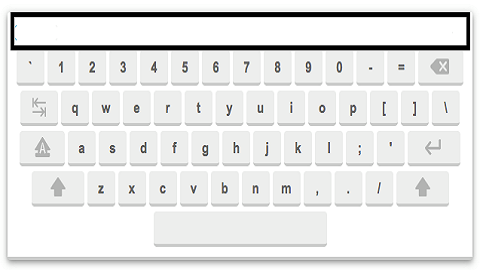 ` 1 2 3 4 5 6 7 8 9 0 - =
q w e r t y u i o p [ ] \
A a s d f g h j k l ; '
z x c v b n m , . /